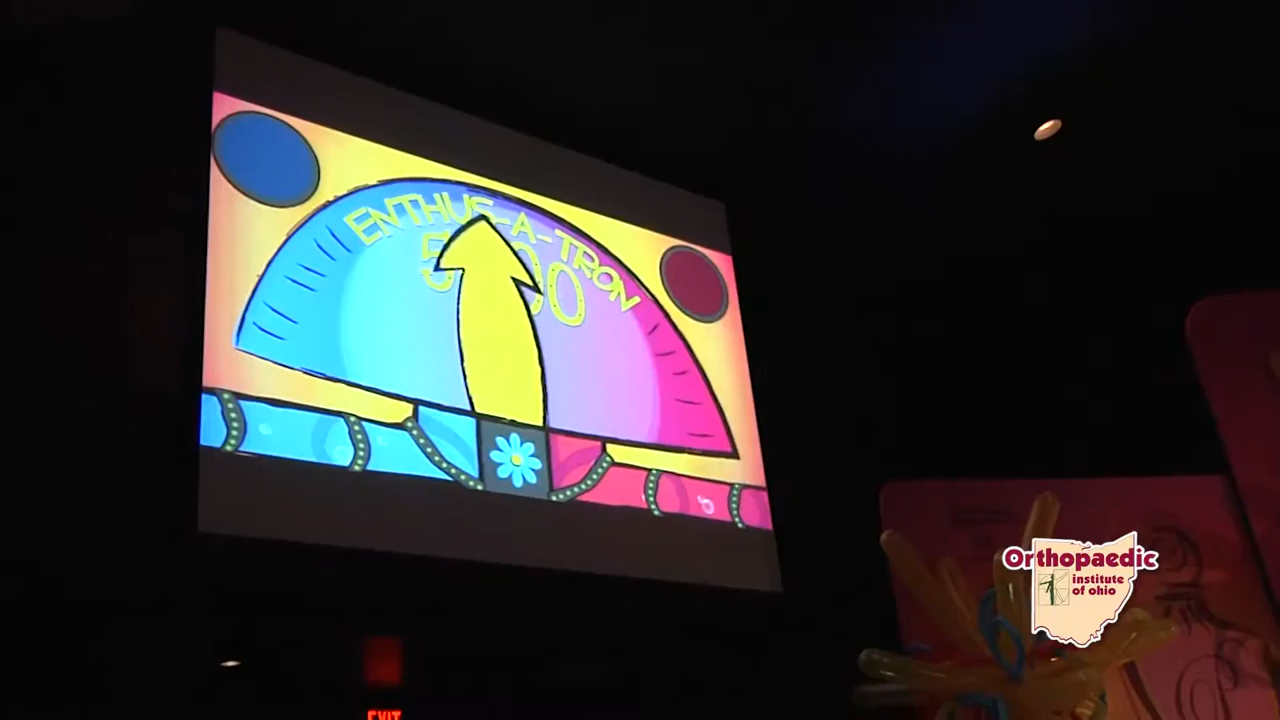 ENTHUS-A-TRON
5000
Orthopaedic
institute
of ohio
EXIT